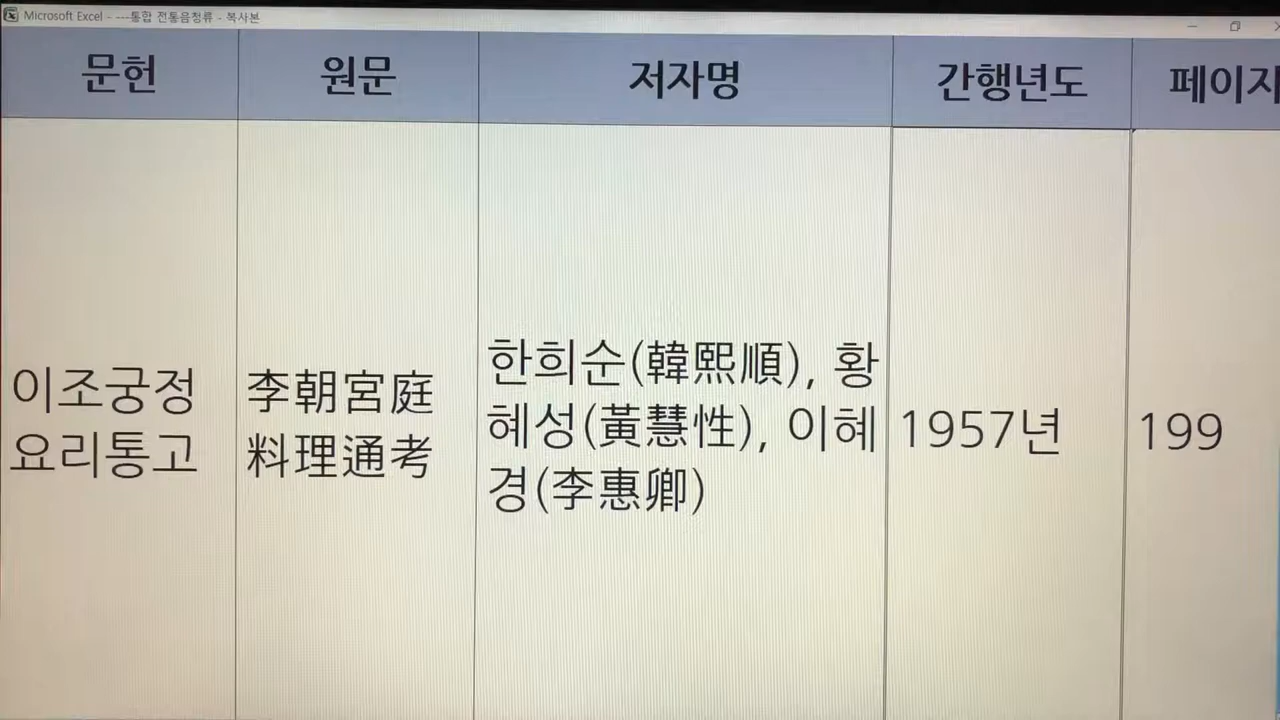 Microsoft Excel - ---통합 전통음청류 - 복사본
문헌 원문 저자명 간행년도 페이지
이조궁정
요리통고
李朝宮庭
料理通考
한희순(韓熙順), 황
혜성(黃慧性), 이혜
경(李惠卿)
1957년
199